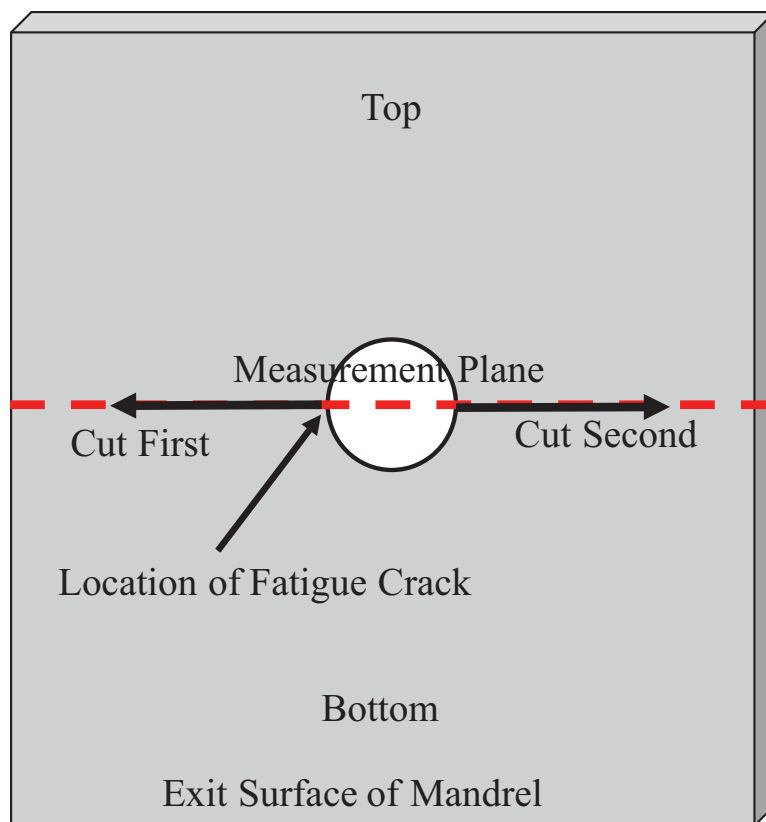 Top
Measurement Plane
Cut First
Cut Second
Location of Fatigue Crack
Bottom
Exit Surface of Mandrel